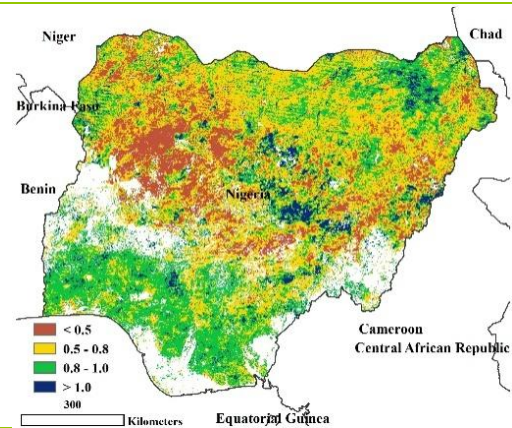 Niger
Chad
Burkina Faso
Benin
Nigeria
< 0.5
0.5 - 0.8
0.8 - 1.0
> 1.0
300
Kilometers
Cameroon
Central African Republic
Equatorial Guinea